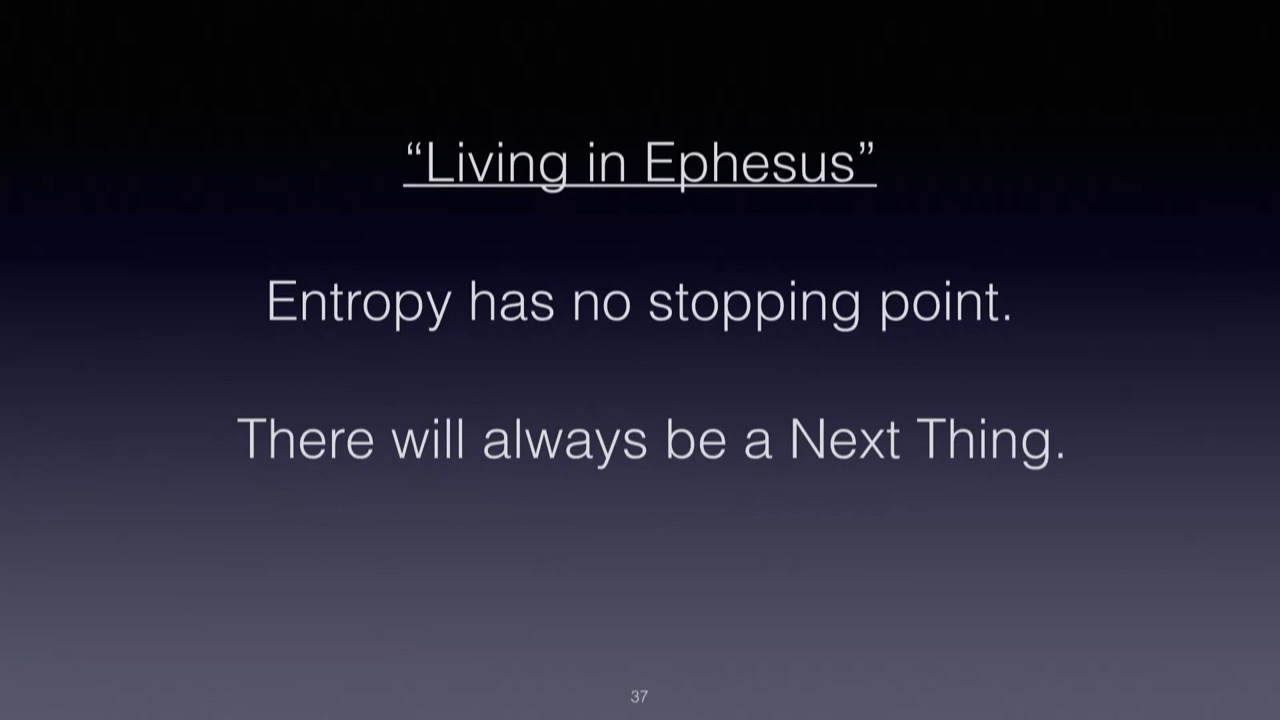 “Living in Ephesus”
Entropy has no stopping point.
There will always be a Next Thing.
37